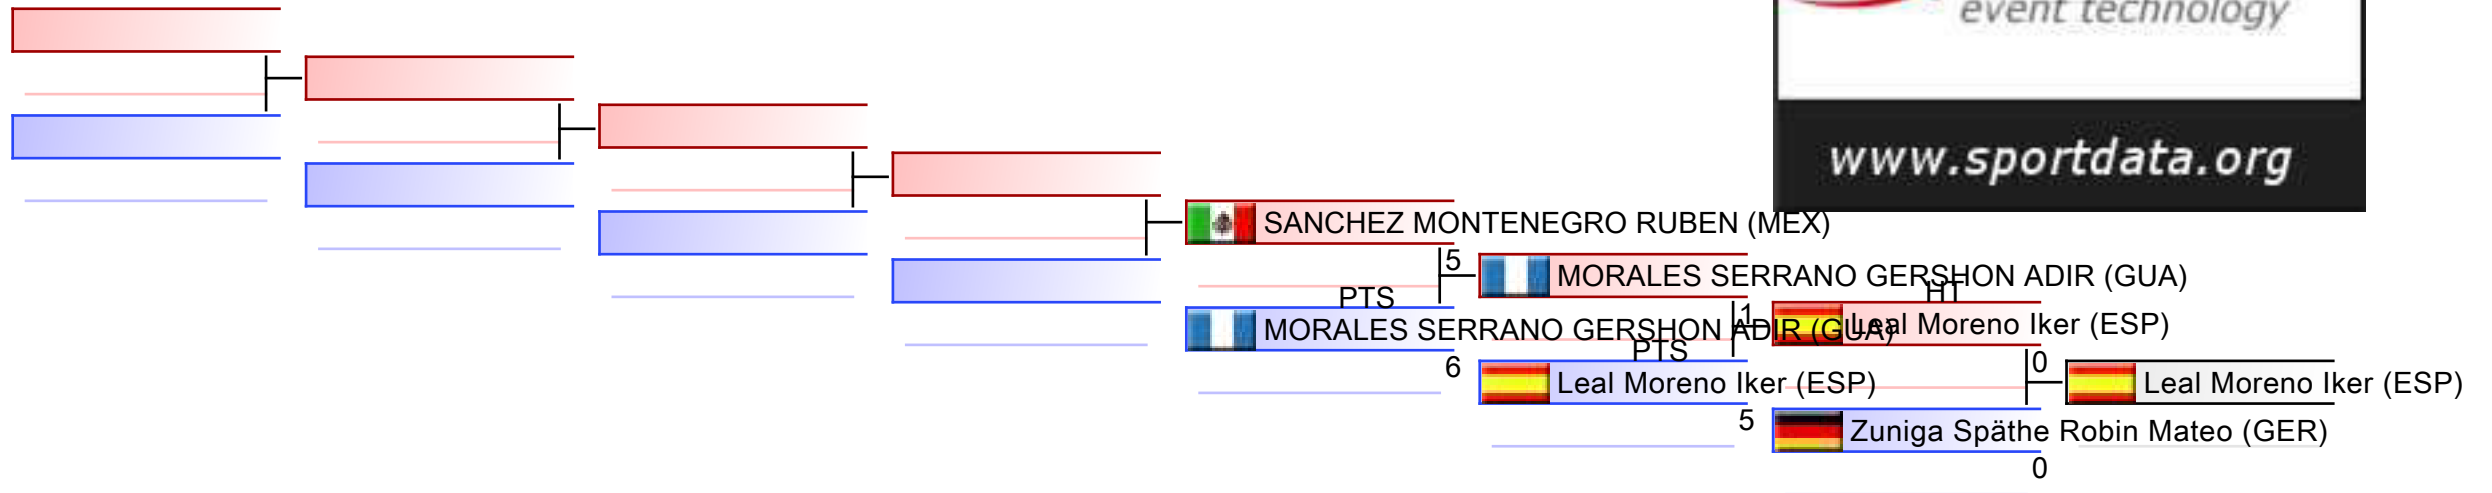 event technology
www.sportdata.org
SANCHEZ MONTENEGRO RUBEN (MEX)
5
PTS
MORALES SERRANO GERSHON ADIR (GUA)
6
MORALES SERRANO GERSHON ADIR (GUA)
1
PTS
Leal Moreno Iker (ESP)
5
HT
Leal Moreno Iker (ESP)
0
Zuniga Späthe Robin Mateo (GER)
0
Leal Moreno Iker (ESP)